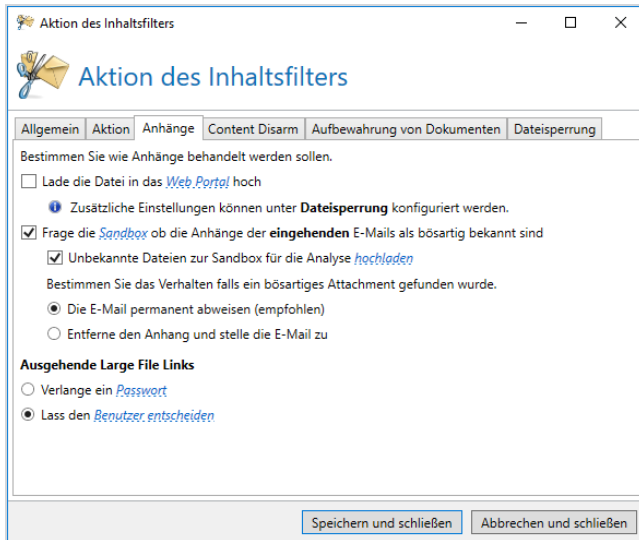 Aktion des Inhaltsfilters
Aktion des Inhaltsfilters
Allgemein Aktion Anhänge Content Disarm Aufbewahrung von Dokumenten Dateisperrung
Bestimmen Sie wie Anhänge behandelt werden sollen.
Lade die Datei in das Web Portal hoch
Zusätzliche Einstellungen können unter Dateisperrung konfiguriert werden.
Frage die Sandbox ob die Anhänge der eingehenden E-Mails als bösartig bekannt sind
Unbekannte Dateien zur Sandbox für die Analyse hochladen
Bestimmen Sie das Verhalten falls ein bösartiges Attachment gefunden wurde.
Die E-Mail permanent abweisen (empfohlen)
Entferne den Anhang und stelle die E-Mail zu
Ausgehende Large File Links
Verlange ein Passwort
Lass den Benutzer entscheiden
Speichern und schließen Abbrechen und schließen